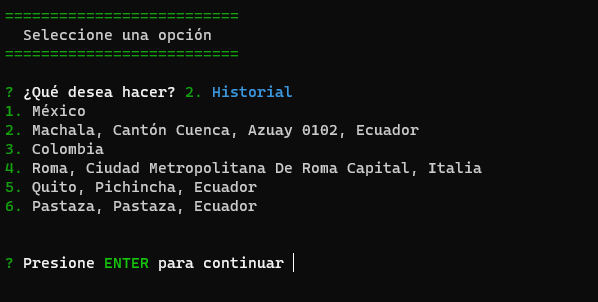 ==========================
Seleccione una opción
==========================
? ¿Qué desea hacer? 2. Historial
1. México
2. Machala, Cantón Cuenca, Azuay 0102, Ecuador
3. Colombia
4. Roma, Ciudad Metropolitana De Roma Capital, Italia
5. Quito, Pichincha, Ecuador
6. Pastaza, Pastaza, Ecuador
? Presione ENTER para continuar